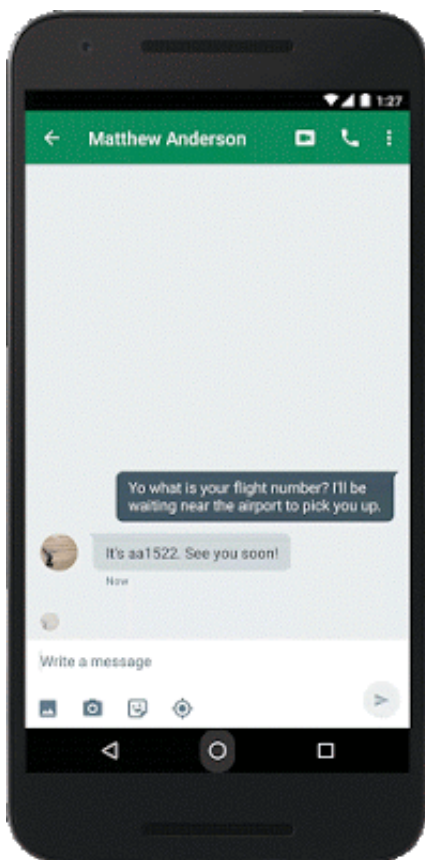 1:27
Matthew Anderson
Yo what is your flight number? I'll be
waiting near the airport to pick you up.
It's aa1522. See you soon!
Now
Write a message